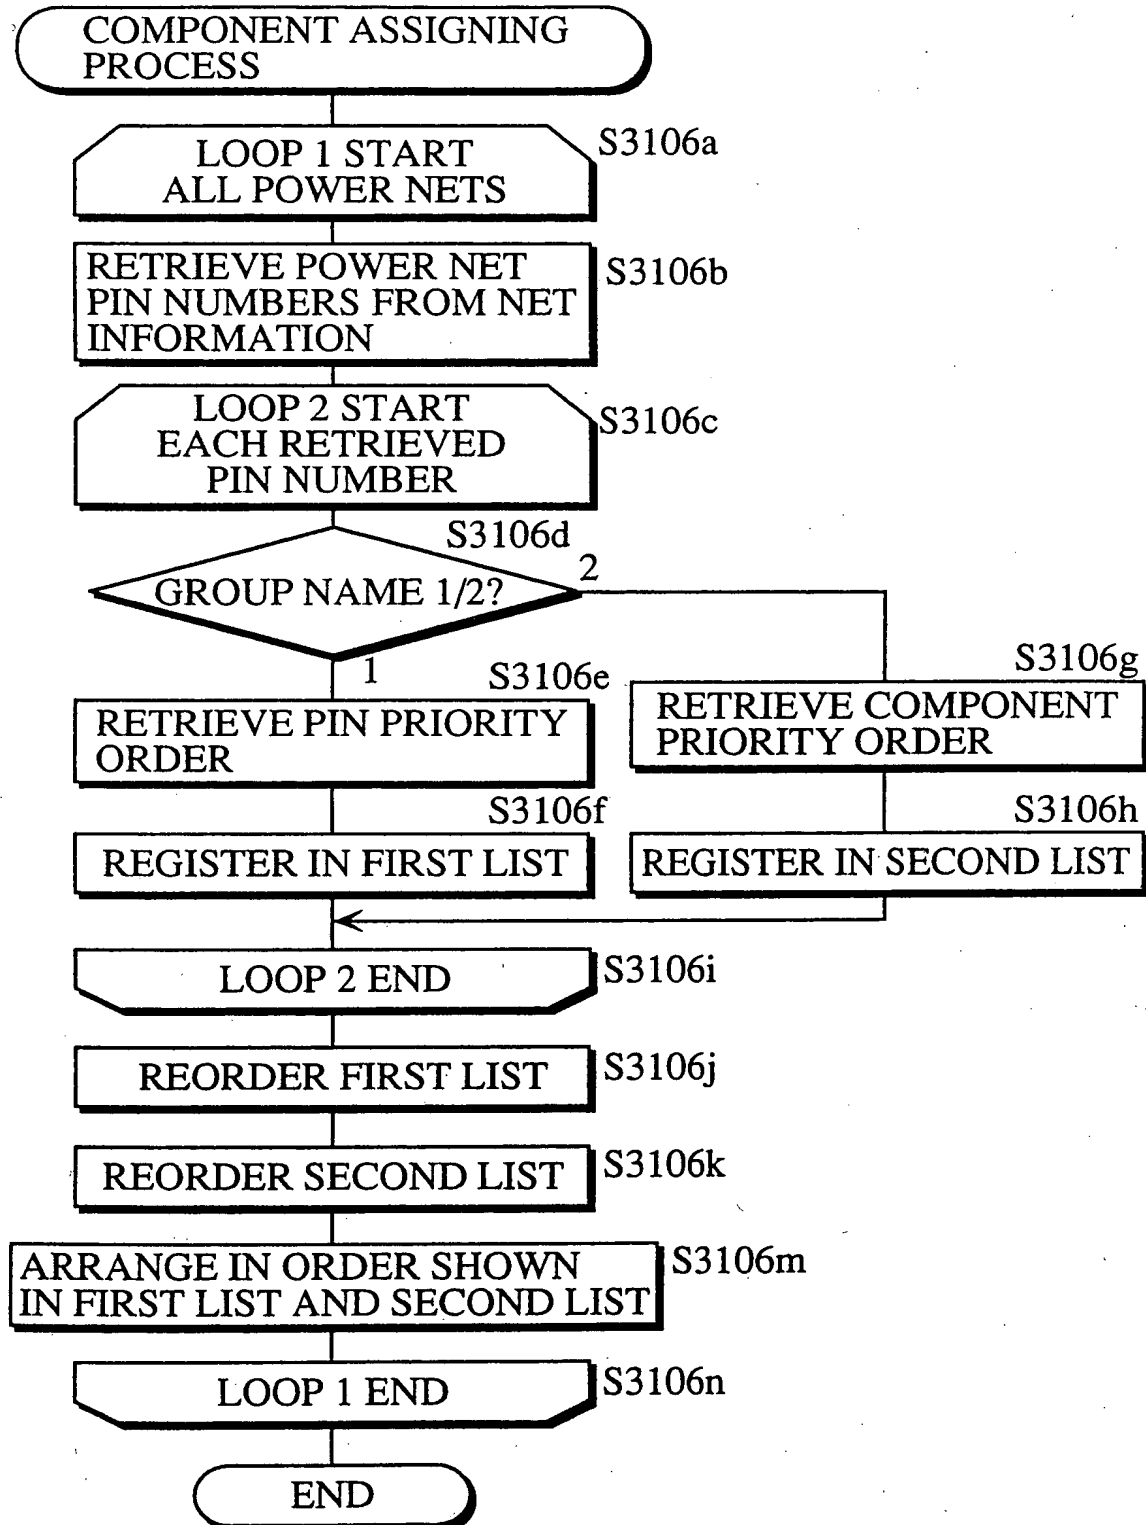 COMPONENT ASSIGNING
PROCESS
LOOP 1 START
ALL POWER NETS
S3106a
RETRIEVE POWER NET
PIN NUMBERS FROM NET
INFORMATION
S3106b
LOOP 2 START
EACH RETRIEVED
PIN NUMBER
S3106c
S3106d
GROUP NAME 1/2?
2
1
S3106e
RETRIEVE PIN PRIORITY
ORDER
S3106g
RETRIEVE COMPONENT
PRIORITY ORDER
S3106f
REGISTER IN FIRST LIST
S3106h
REGISTER IN SECOND LIST
LOOP 2 END
S3106i
REORDER FIRST LIST
S3106j
REORDER SECOND LIST
S3106k
ARRANGE IN ORDER SHOWN
IN FIRST LIST AND SECOND LIST
S3106m
LOOP 1 END
S3106n
END